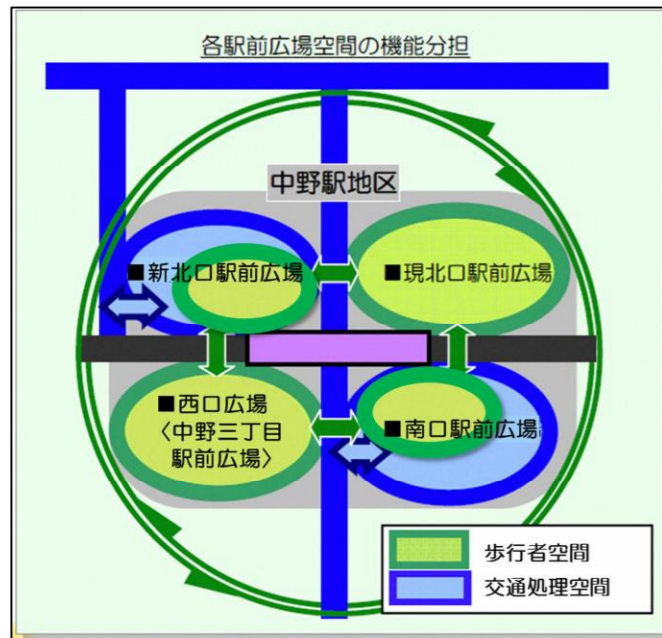 各駅前広場空間の機能分担
中野駅地区
■新北口駅前広場
■現北口駅前広場
■西口広場
〈中野三丁目
駅前広場〉
■南口駅前広場
歩行者空間
交通処理空間